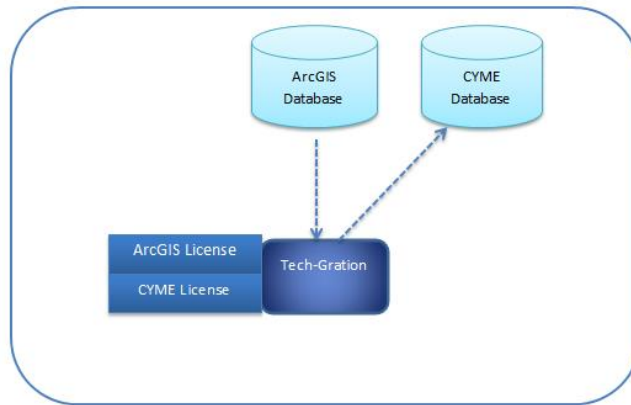 ArcGIS
Database
CYME
Database
ArcGIS License
CYME License
Tech-Gration